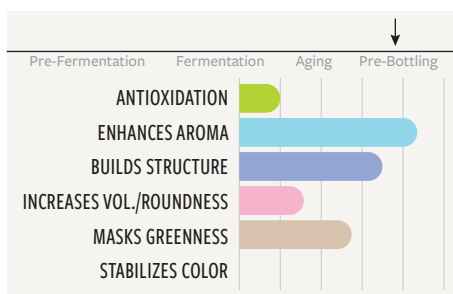 Pre-Fermentation Fermentation Aging Pre-Bottling
ANTIOXIDATION
ENHANCES AROMA
BUILDS STRUCTURE
INCREASES VOL./ROUNDNESS
MASKS GREENNESS
STABILIZES COLOR